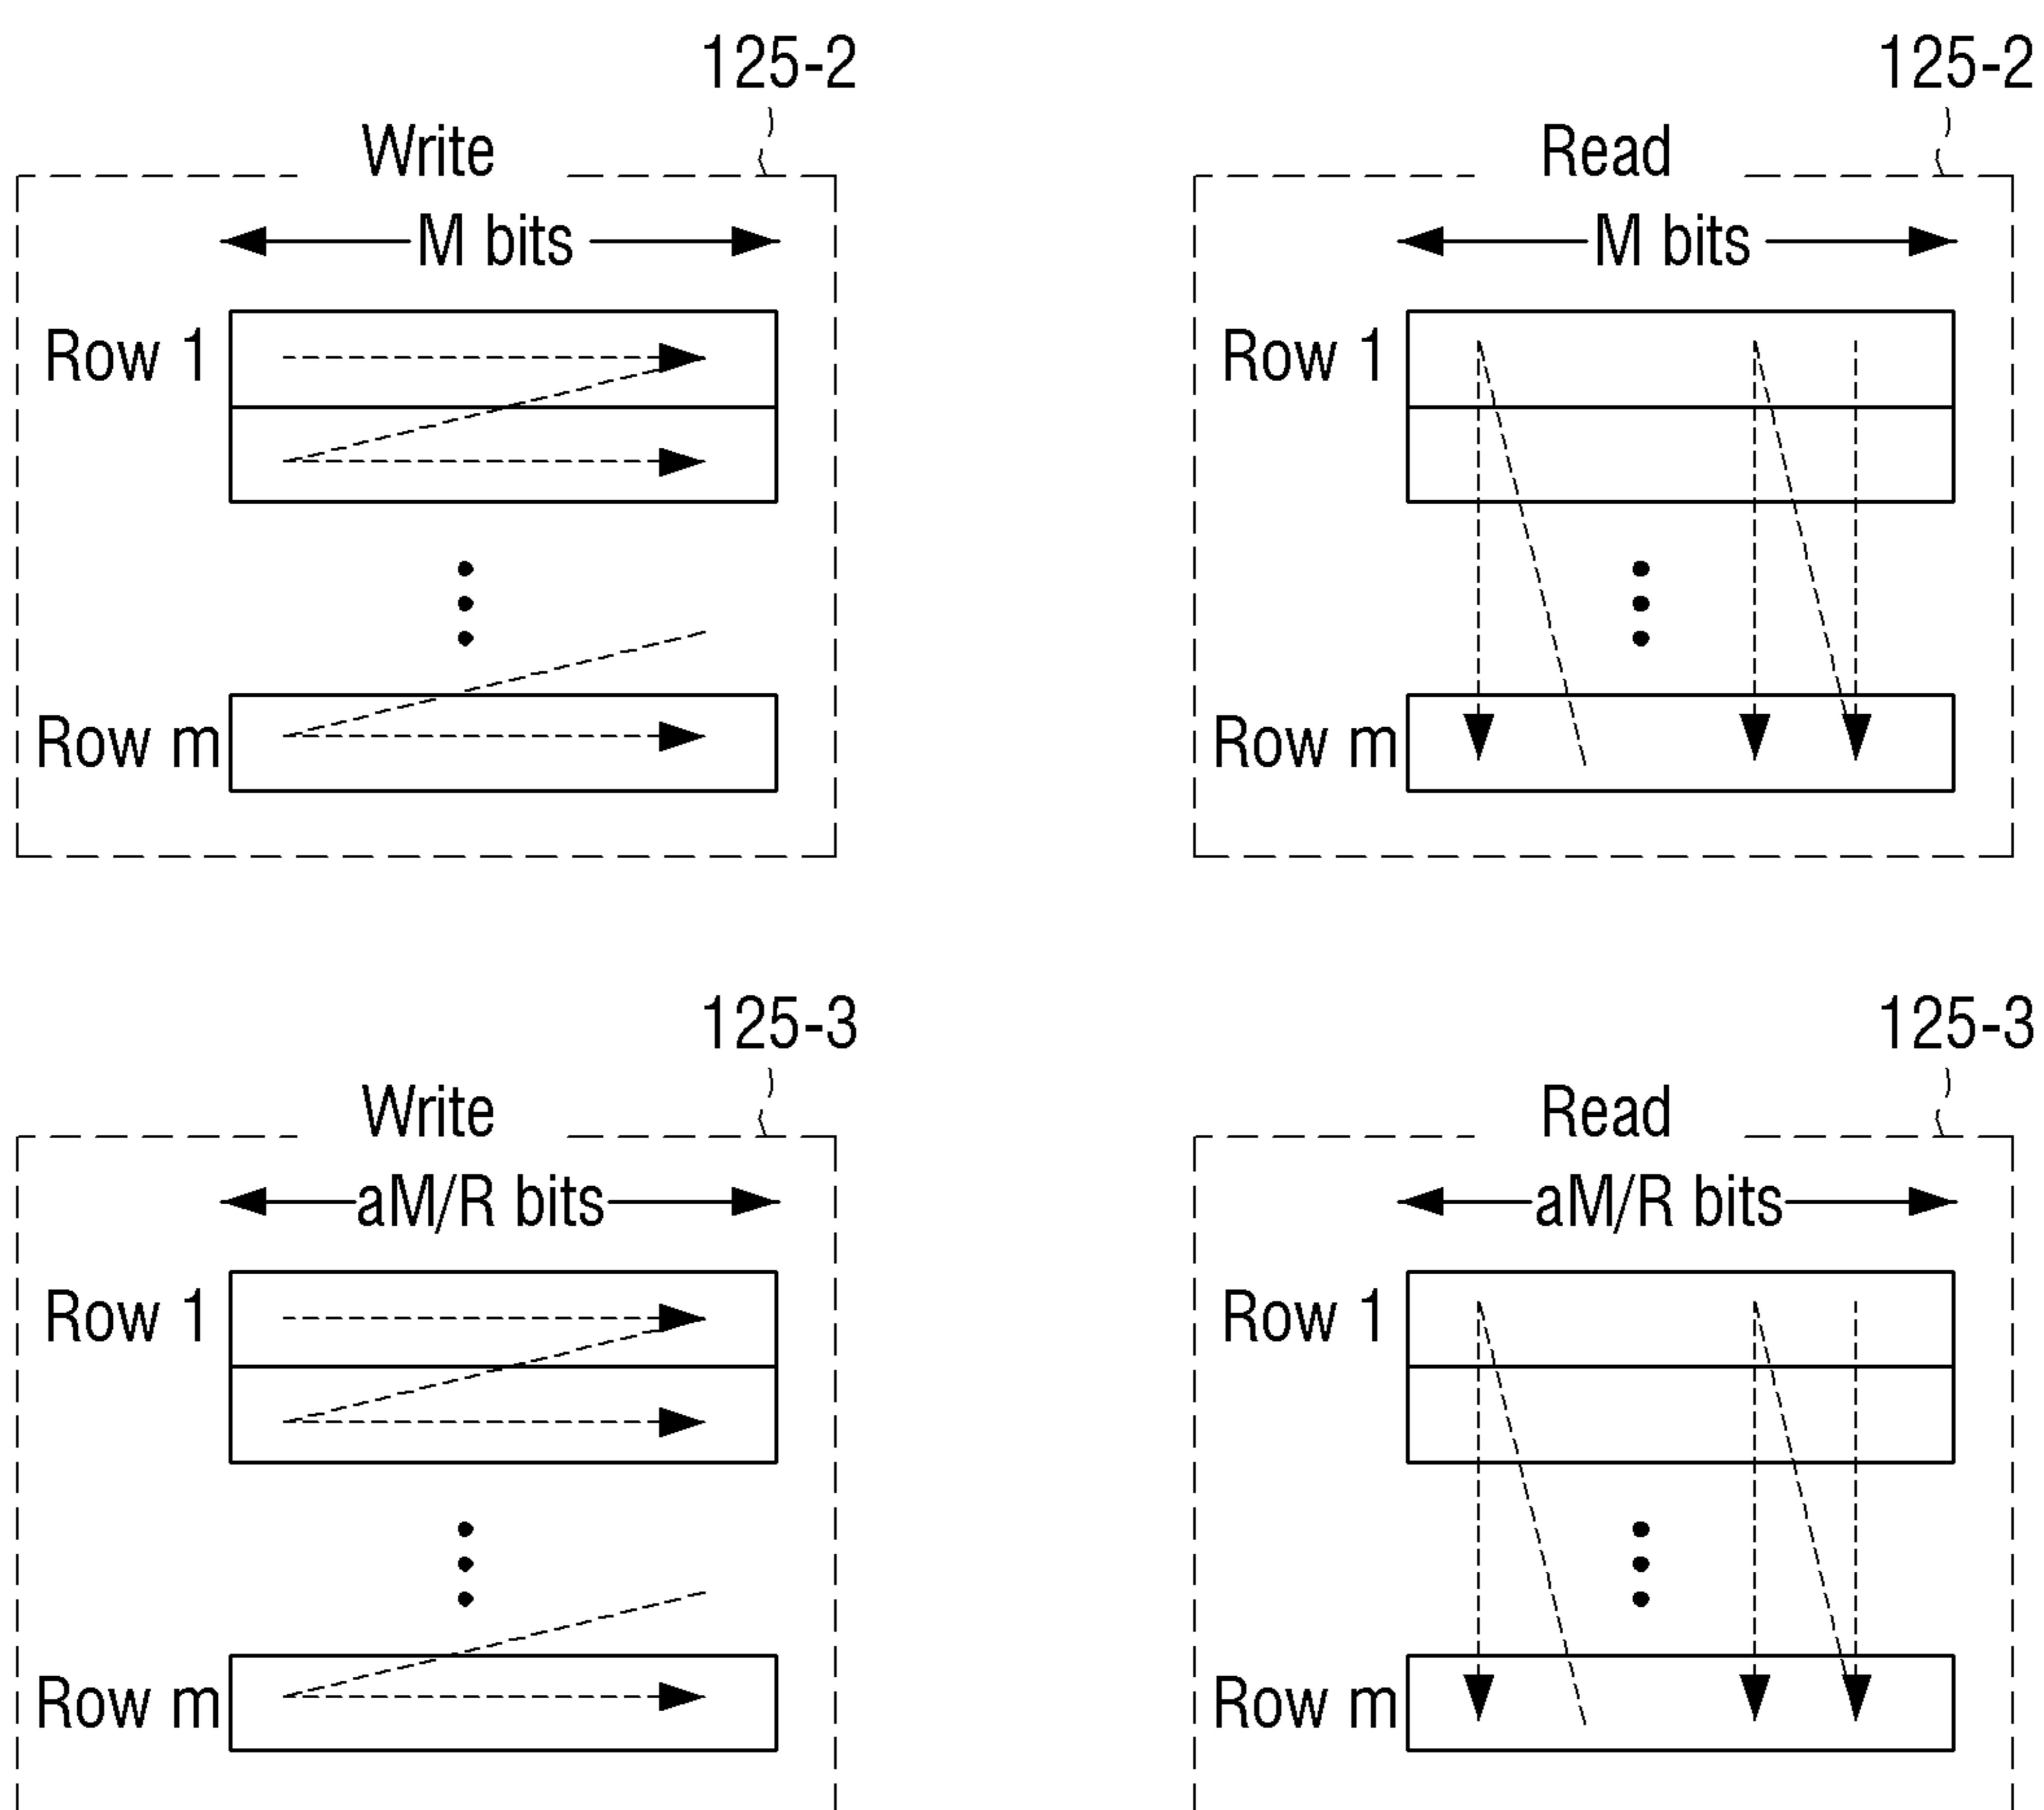 125-2
125-2
Write
Read
M bits
M bits
Row 1
Row 1
Row m
Row m
125-3
125-3
Write
Read
aM/R bits
aM/R bits
Row 1
Row 1
Row m
Row m